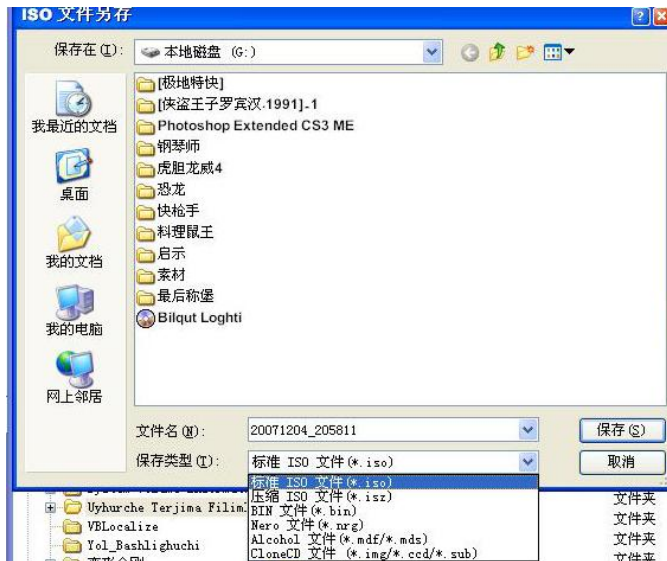 ISO 文件另存
保存在(I): 本地磁盘 (G:)
我最近的文档
桌面
我的文档
我的电脑
网上邻居
[极地特快]
[侠盗王子罗宾汉.1991]-1
Photoshop Extended CS3 ME
钢琴师
虎胆龙威4
恐龙
快枪手
料理鼠王
启示
素材
最后称堡
Bilqut Loghti
文件名(N): 20071204_205811 保存(S)
保存类型(T): 标准 ISO 文件(*.iso) 取消
标准 ISO 文件(*.iso)
压缩 ISO 文件(*.isz)
BIN 文件(*.bin)
Nero 文件(*.nrg)
Alcohol 文件(*.mdf/*.mds)
CloneCD 文件 (*.img/*.ccd/*.sub)
Uyhurche Terjima 文件夹
VBLocalize 文件夹
Yol_Bashlighuchi 文件夹
文件夹